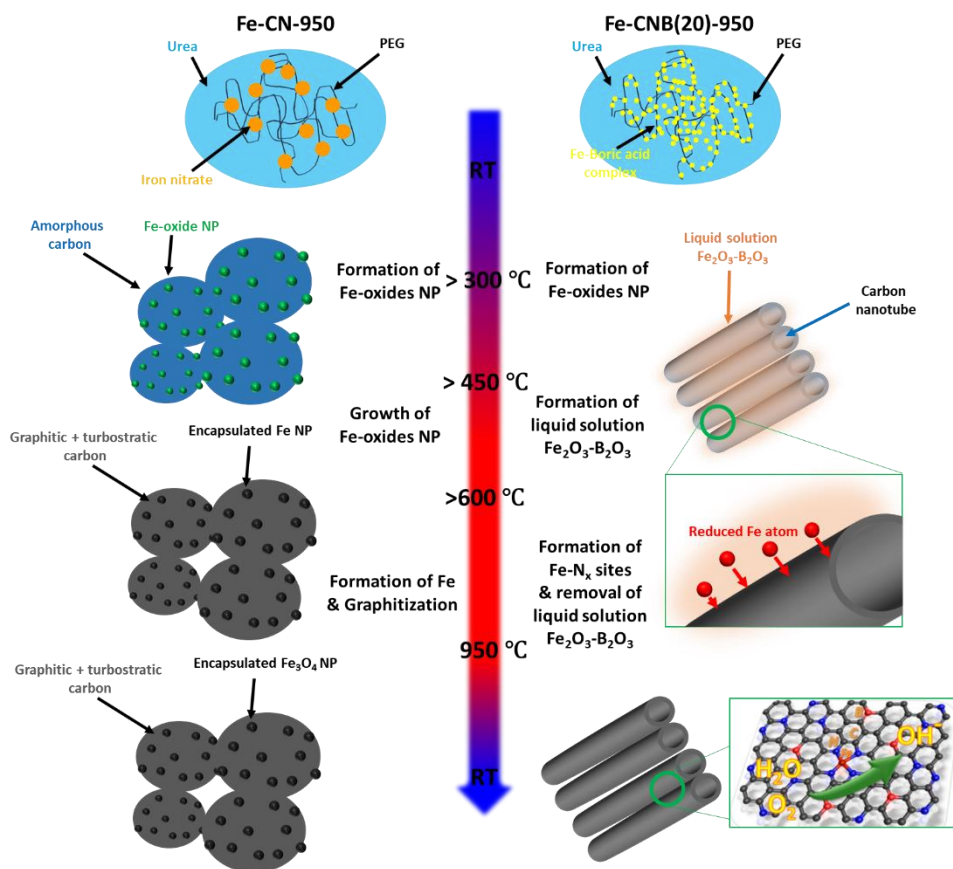 Fe-CN-950
Fe-CNB(20)-950
Urea
PEG
Iron nitrate
Urea
PEG
Fe-Boric acid
complex
RT
Amorphous
carbon
Fe-oxide NP
Formation of
Fe-oxides NP
> 300 °C
Formation of
Fe-oxides NP
Liquid solution
Fe₂O₃-B₂O₃
Carbon
nanotube
> 450 °C
Growth of
Fe-oxides NP
Formation of
liquid solution
Fe₂O₃-B₂O₃
Graphitic + turbostratic
carbon
Encapsulated Fe NP
>600 °C
Reduced Fe atom
Formation of Fe
& Graphitization
Formation of
Fe-Nₓ sites
& removal of
liquid solution
Fe₂O₃-B₂O₃
950 °C
Graphitic + turbostratic
carbon
Encapsulated Fe₃O₄ NP
RT
B
N
C
Fe
OH⁻
H₂O
O₂